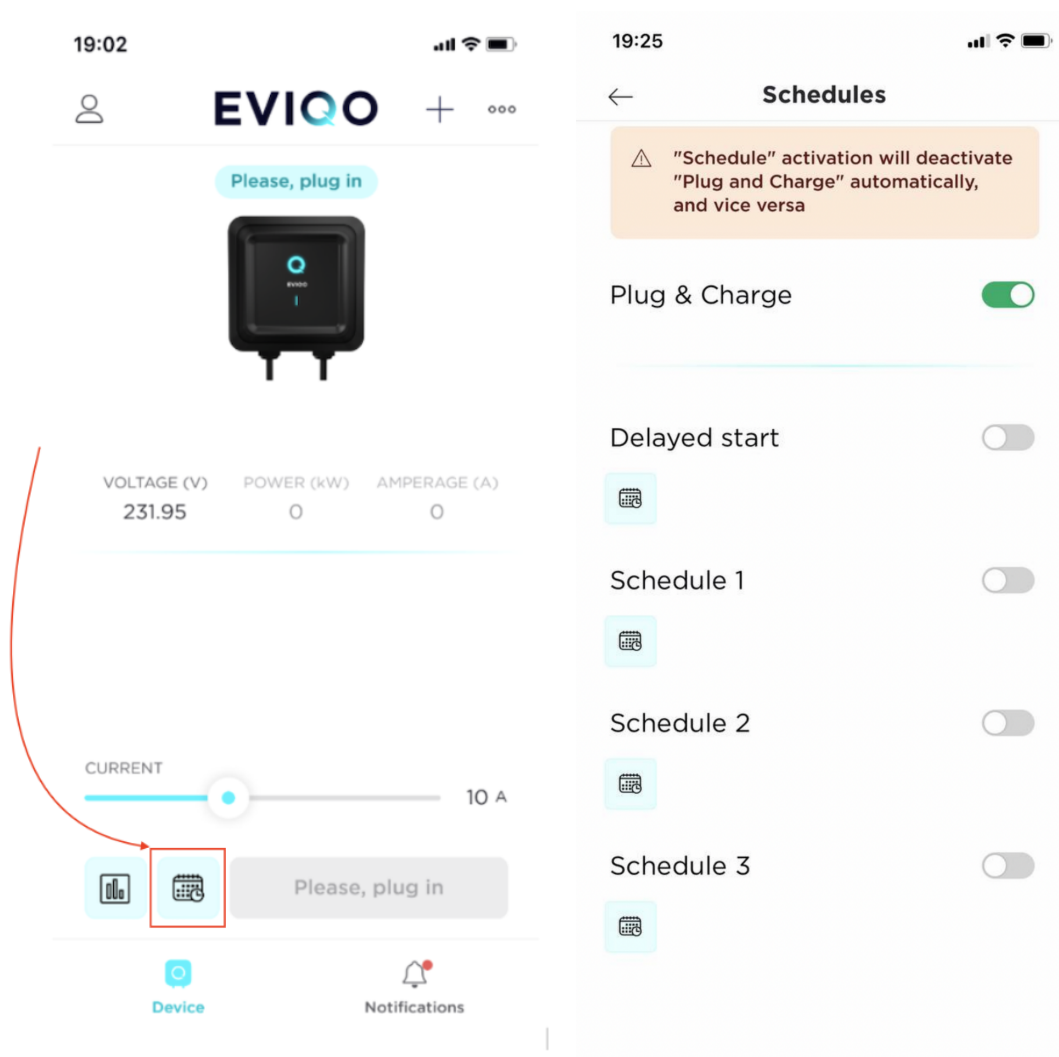 19:02
EVIQO
Please, plug in
EVIQO
VOLTAGE (V) POWER (kW) AMPERAGE (A)
231.95 0 0
CURRENT
10 A
Please, plug in
Device Notifications
19:25
Schedules
"Schedule" activation will deactivate
"Plug and Charge" automatically,
and vice versa
Plug & Charge
Delayed start
Schedule 1
Schedule 2
Schedule 3